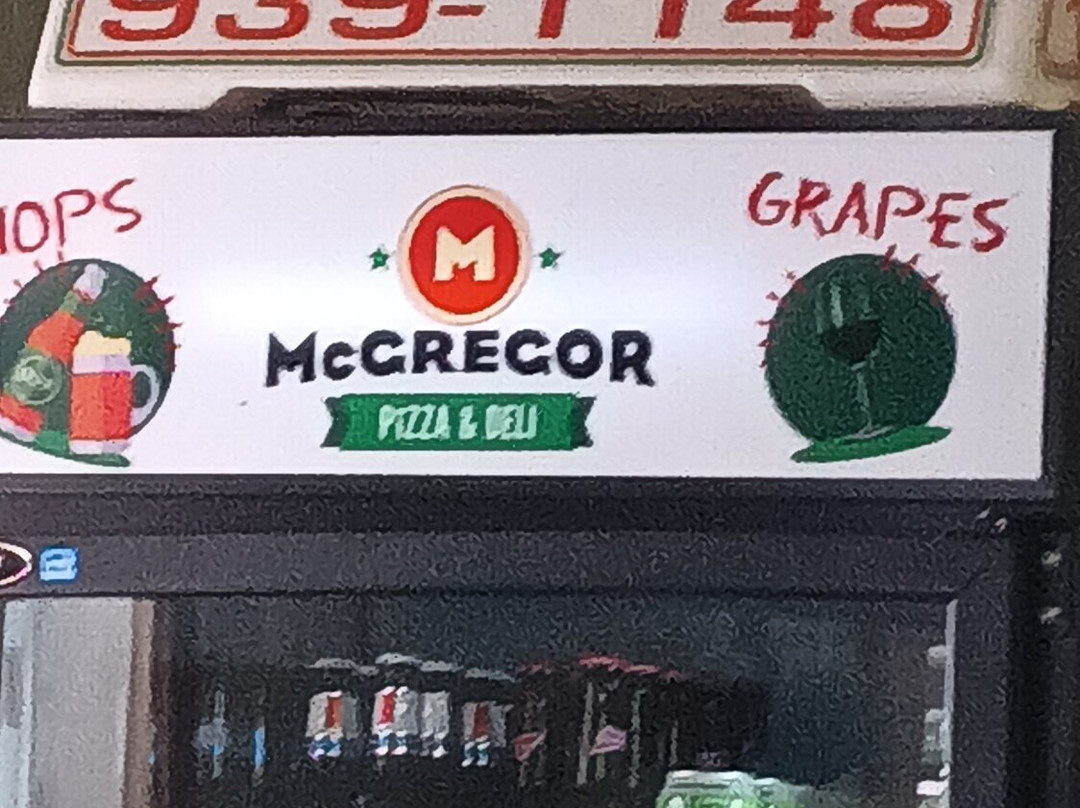 939-1148
HOPS
GRAPES
M
McGREGOR
PIZZA & DELI